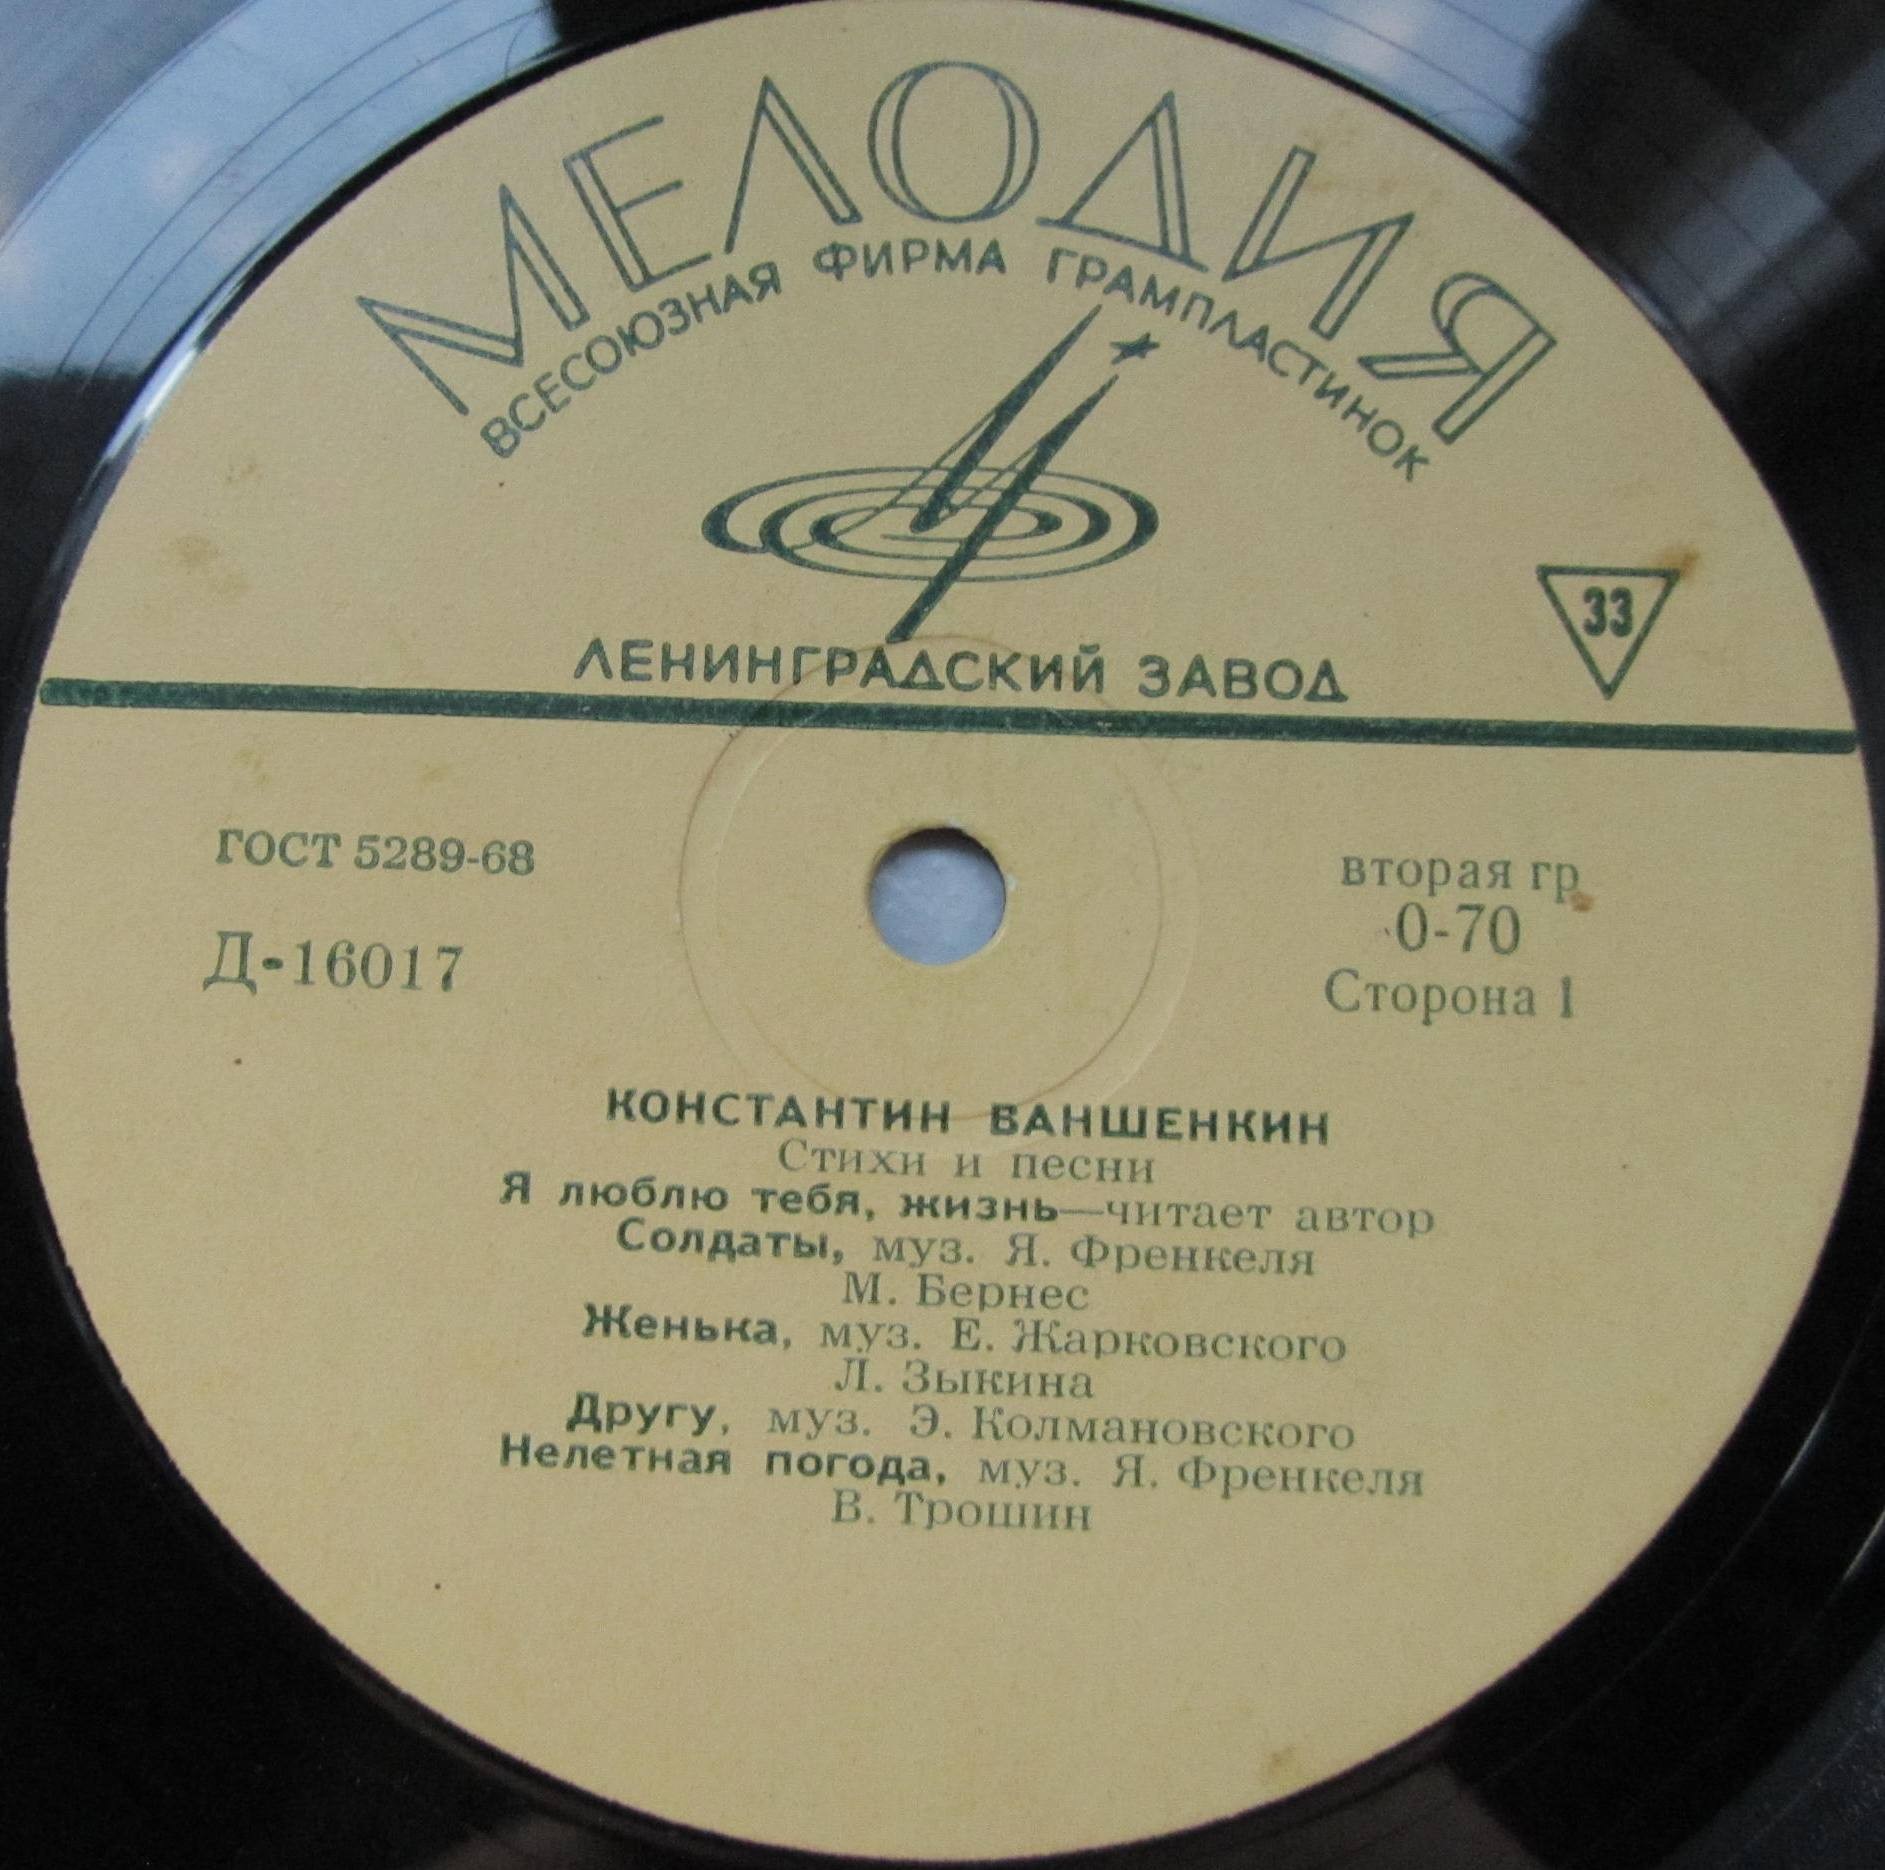 МЕЛОДИЯ
ВСЕСОЮЗНАЯ ФИРМА ГРАМПЛАСТИНОК
33
ЛЕНИНГРАДСКИЙ ЗАВОД
ГОСТ 5289-68
Д-16017
вторая гр
0-70
Сторона 1
КОНСТАНТИН ВАНШЕНКИН
Стихи и песни
Я люблю тебя, жизнь—читает автор
Солдаты, муз. Я. Френкеля
М. Бернес
Женька, муз. Е. Жарковского
Л. Зыкина
Другу, муз. Э. Колмановского
Нелетная погода, муз. Я. Френкеля
В. Трошин